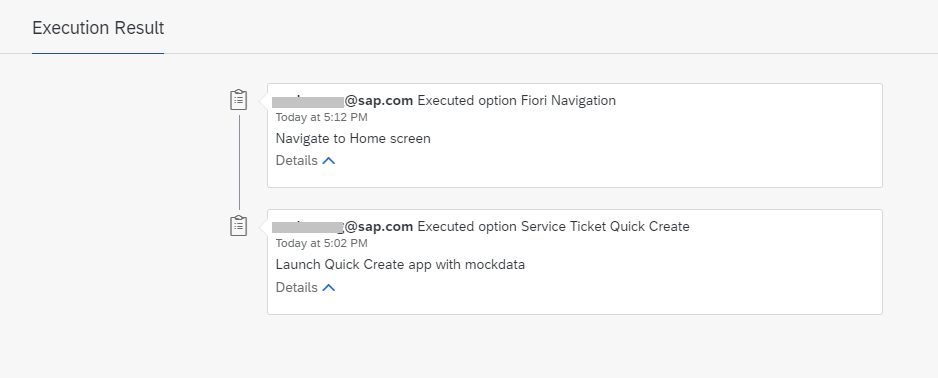 Execution Result
@sap.com Executed option Fiori Navigation
Today at 5:12 PM
Navigate to Home screen
Details
@sap.com Executed option Service Ticket Quick Create
Today at 5:02 PM
Launch Quick Create app with mockdata
Details